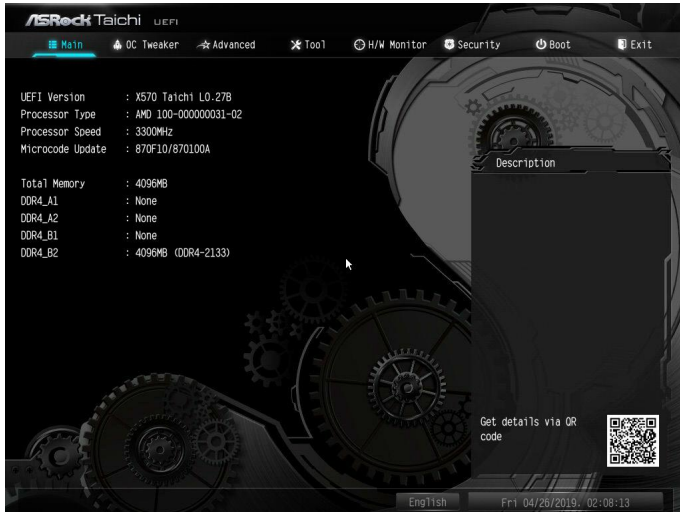 ASRock Taichi UEFI
Main OC Tweaker Advanced Tool H/W Monitor Security Boot Exit
UEFI Version : X570 Taichi L0.27B
Processor Type : AMD 100-000000031-02
Processor Speed : 3300MHz
Microcode Update : 870F10/870100A
Description
Total Memory : 4096MB
DDR4_A1 : None
DDR4_A2 : None
DDR4_B1 : None
DDR4_B2 : 4096MB (DDR4-2133)
Get details via QR
code
English Fri 04/26/2019. 02:08:13